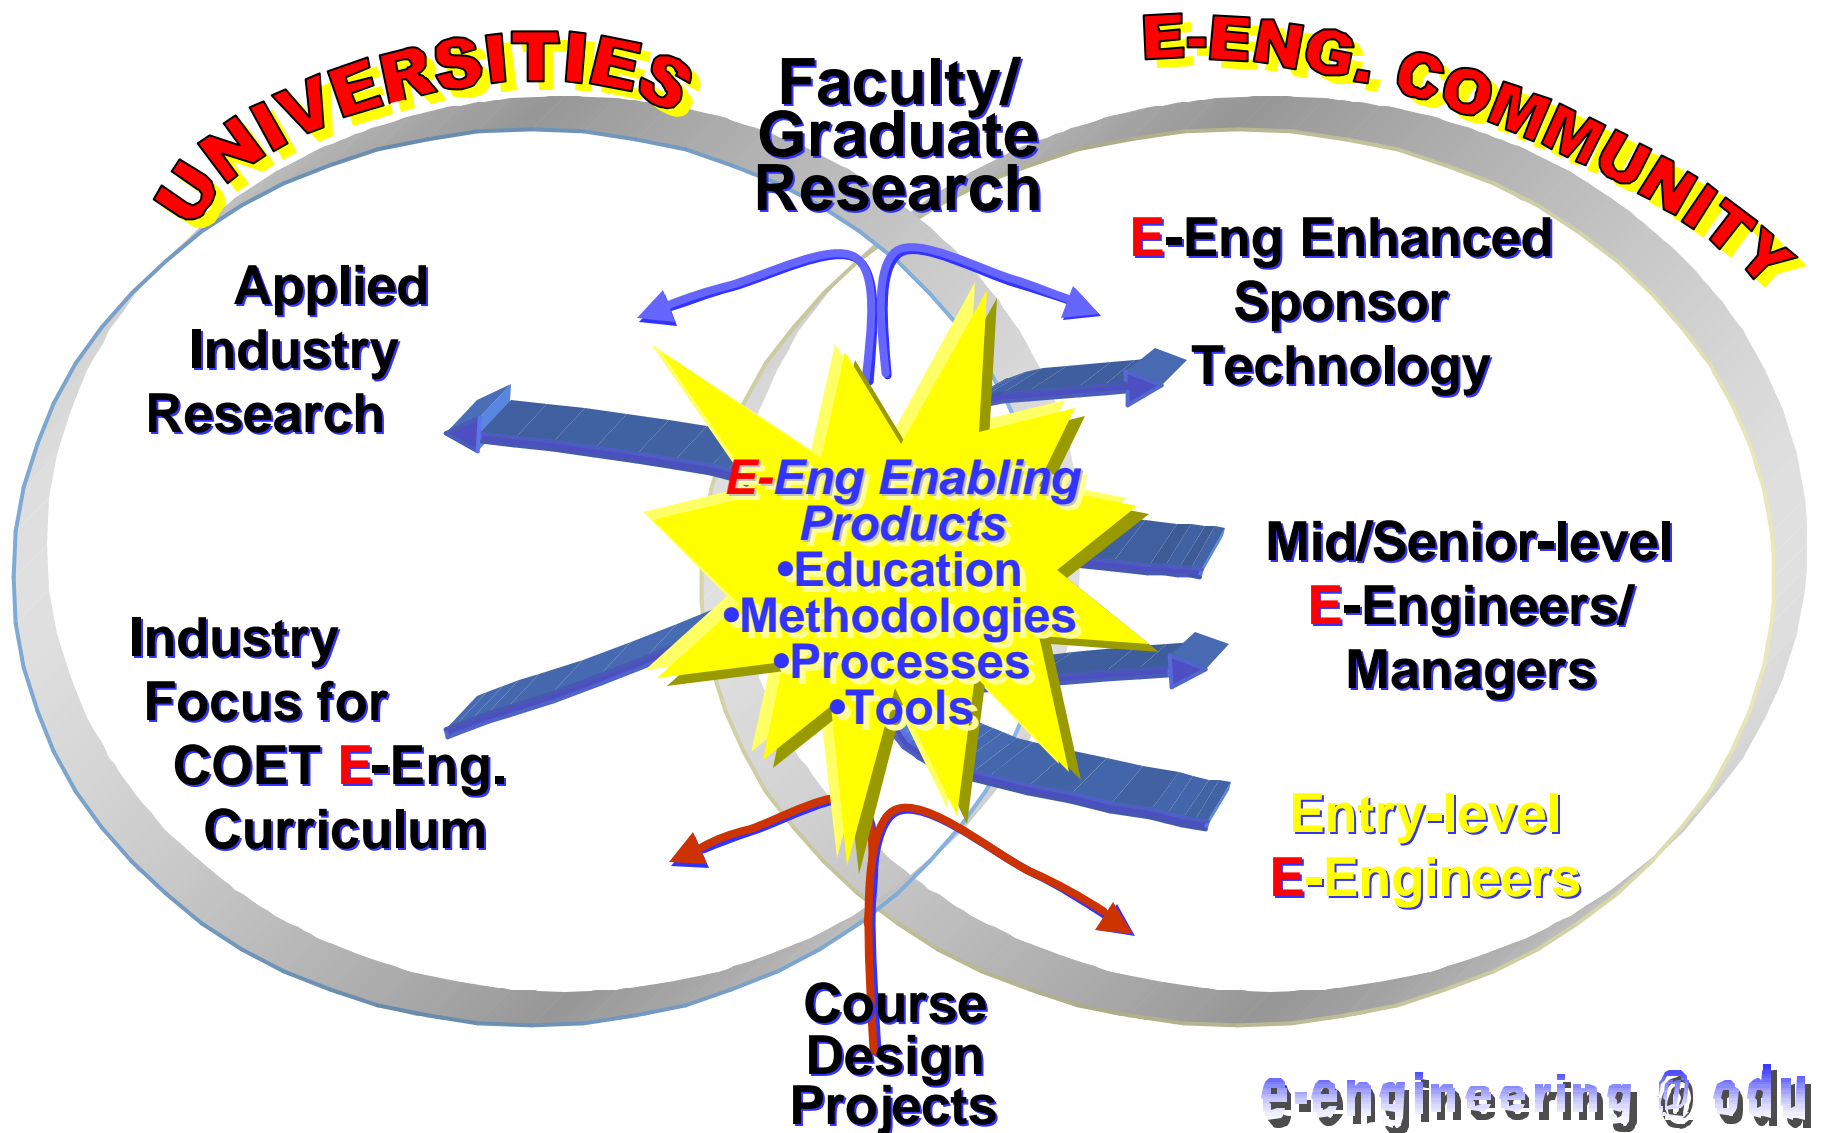 UNIVERSITIES
E-ENG. COMMUNITY
Faculty/
Graduate
Research
Applied
Industry
Research
E-Eng Enhanced
Sponsor
Technology
E-Eng Enabling
Products
•Education
•Methodologies
•Processes
•Tools
Industry
Focus for
COET E-Eng.
Curriculum
Mid/Senior-level
E-Engineers/
Managers
Entry-level
E-Engineers
Course
Design
Projects
e-engineering @ odu